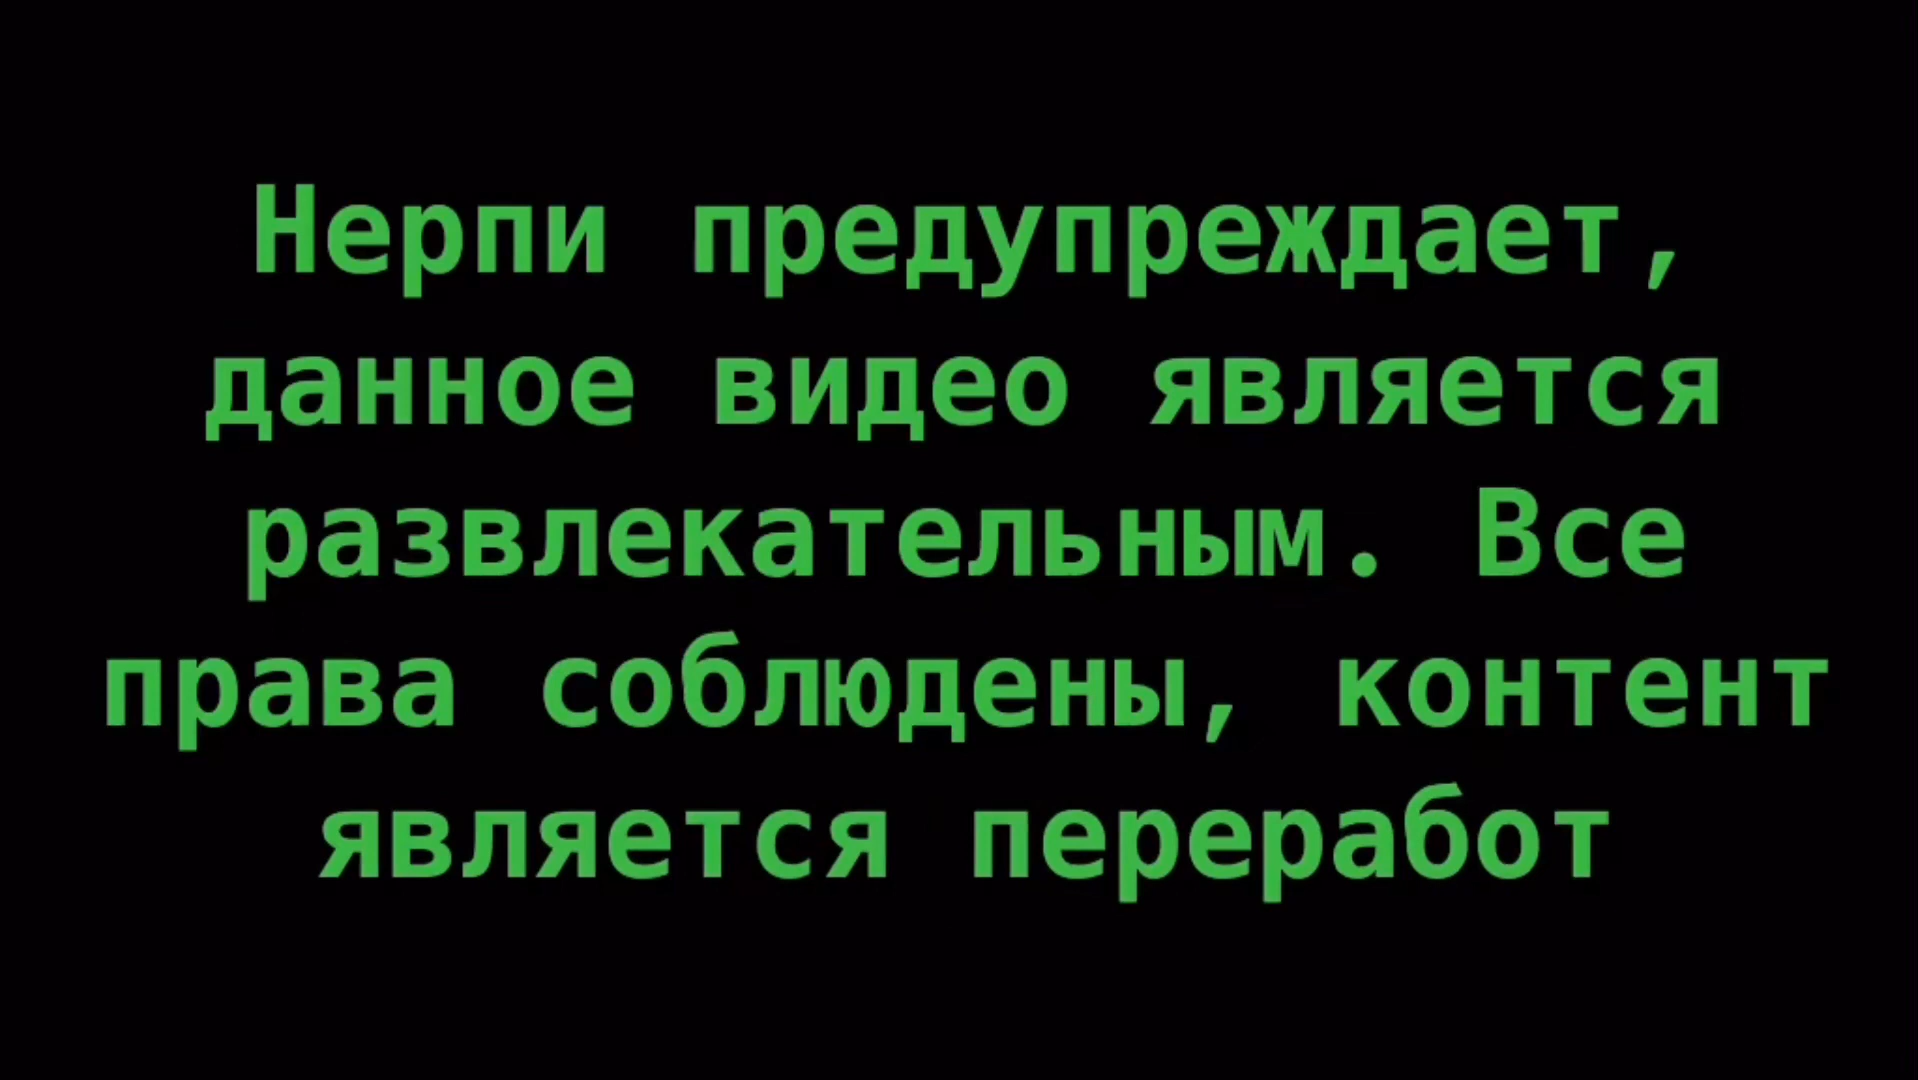 Нерпи предупреждает,
данное видео является
развлекательным. Все
права соблюдены, контент
является переработ